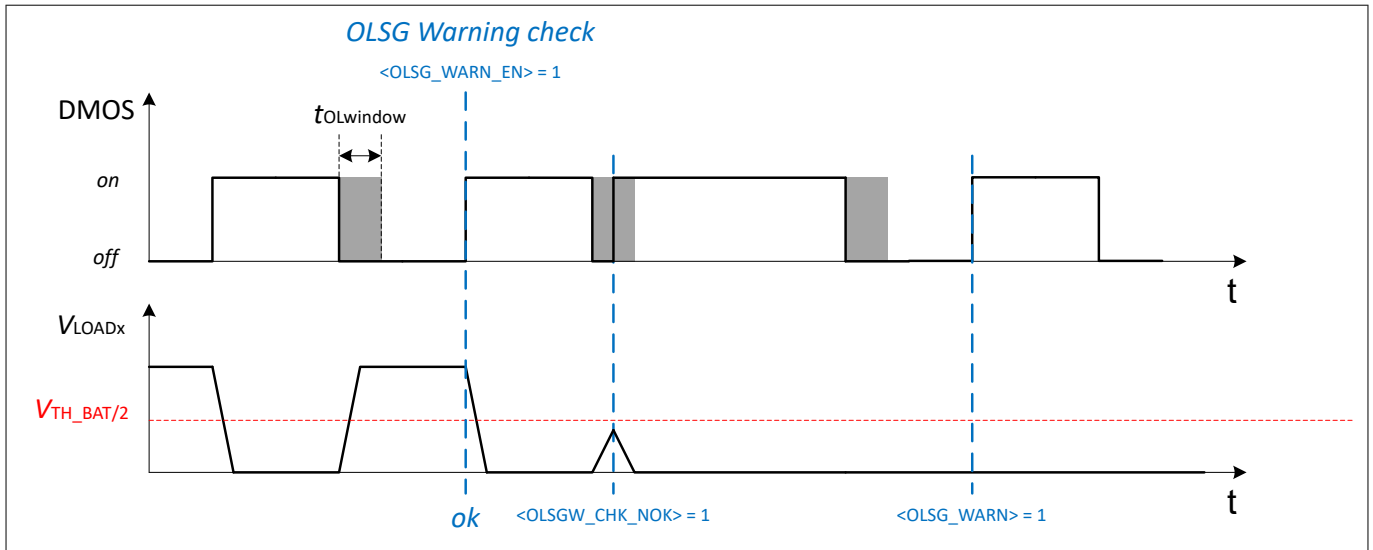 OLSG Warning check
<OLSG_WARN_EN> = 1
DMOS
tOLwindow
on
off
t
VLOADx
VTH_BAT/2
t
ok
<OLSGW_CHK_NOK> = 1
<OLSG_WARN> = 1